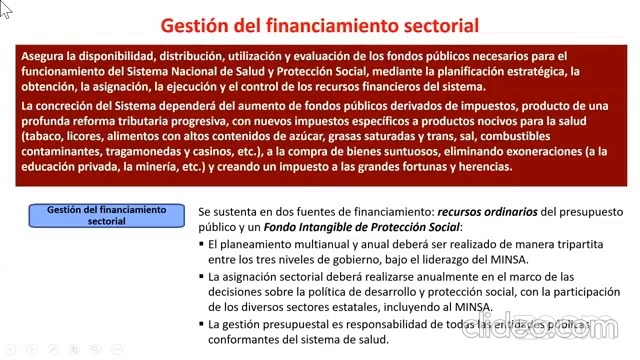 Gestión del financiamiento sectorial
Asegura la disponibilidad, distribución, utilización y evaluación de los fondos públicos necesarios para el
funcionamiento del Sistema Nacional de Salud y Protección Social, mediante la planificación estratégica, la
obtención, la asignación, la ejecución y el control de los recursos financieros del sistema.
La concreción del Sistema dependerá del aumento de fondos públicos derivados de impuestos, producto de una
profunda reforma tributaria progresiva, con nuevos impuestos específicos a productos nocivos para la salud
(tabaco, licores, alimentos con altos contenidos de azúcar, grasas saturadas y trans, sal, combustibles
contaminantes, tragamonedas y casinos, etc.), a la compra de bienes suntuosos, eliminando exoneraciones (a la
educación privada, la minería, etc.) y creando un impuesto a las grandes fortunas y herencias.
Gestión del financiamiento
sectorial
Se sustenta en dos fuentes de financiamiento: recursos ordinarios del presupuesto
público y un Fondo Intangible de Protección Social:
▪ El planeamiento multianual y anual deberá ser realizado de manera tripartita
entre los tres niveles de gobierno, bajo el liderazgo del MINSA.
▪ La asignación sectorial deberá realizarse anualmente en el marco de las
decisiones sobre la política de desarrollo y protección social, con la participación
de los diversos sectores estatales, incluyendo al MINSA.
▪ La gestión presupuestal es responsabilidad de todas las entidades públicas
conformantes del sistema de salud.
clideo.com